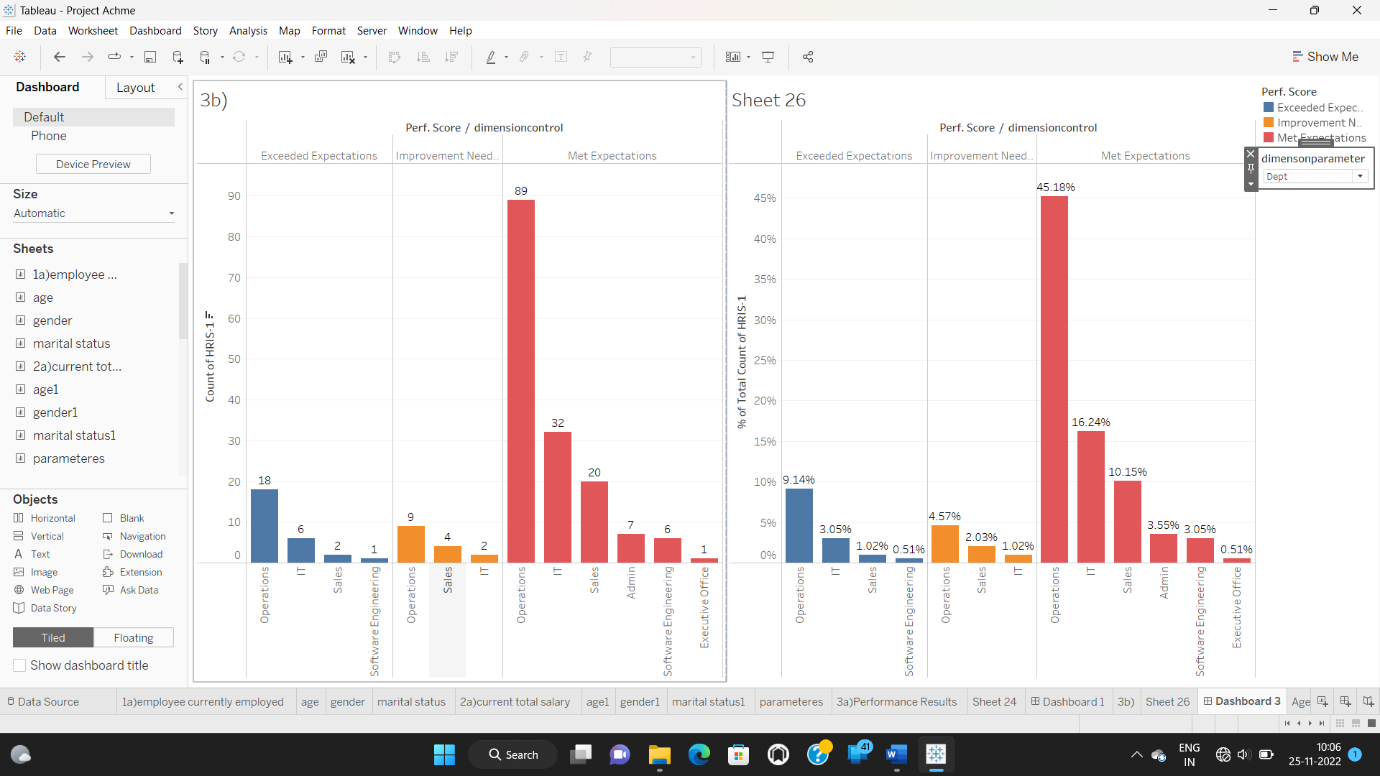 Tableau - Project Achme
File Data Worksheet Dashboard Story Analysis Map Format Server Window Help
Show Me
Dashboard Layout
Default
Phone
Device Preview
Size
Automatic
Sheets
1a)employee ...
age
gender
marital status
2a)current tot...
age1
gender1
marital status1
parameteres
Objects
Horizontal Blank
Vertical Navigation
A Text Download
Image Extension
Web Page Ask Data
Data Story
Tiled Floating
Show dashboard title
3b)
Perf. Score / dimensioncontrol
Exceeded Expectations Improvement Need.. Met Expectations
Count of HRIS-1
90
80
70
60
50
40
30
20
10
0
18 6 2 1 9 4 2 89 32 20 7 6 1
Operations IT Sales Software Engineering Operations Sales IT Operations IT Sales Admin Software Engineering Executive Office
Sheet 26
Perf. Score / dimensioncontrol
Exceeded Expectations Improvement Need.. Met Expectations
% of Total Count of HRIS-1
45%
40%
35%
30%
25%
20%
15%
10%
5%
0%
9.14% 3.05% 1.02% 0.51% 4.57% 2.03% 1.02% 45.18% 16.24% 10.15% 3.55% 3.05% 0.51%
Operations IT Sales Software Engineering Operations Sales IT Operations IT Sales Admin Software Engineering Executive Office
Perf. Score
Exceeded Expec..
Improvement N..
Met Expectations
dimensonparameter
Dept
Data Source 1a)employee currently employed age gender marital status 2a)current total salary age1 gender1 marital status1 parameteres 3a)Performance Results Sheet 24 Dashboard 1 3b) Sheet 26 Dashboard 3 Age
Search
41
ENG
IN
10:06
25-11-2022
1